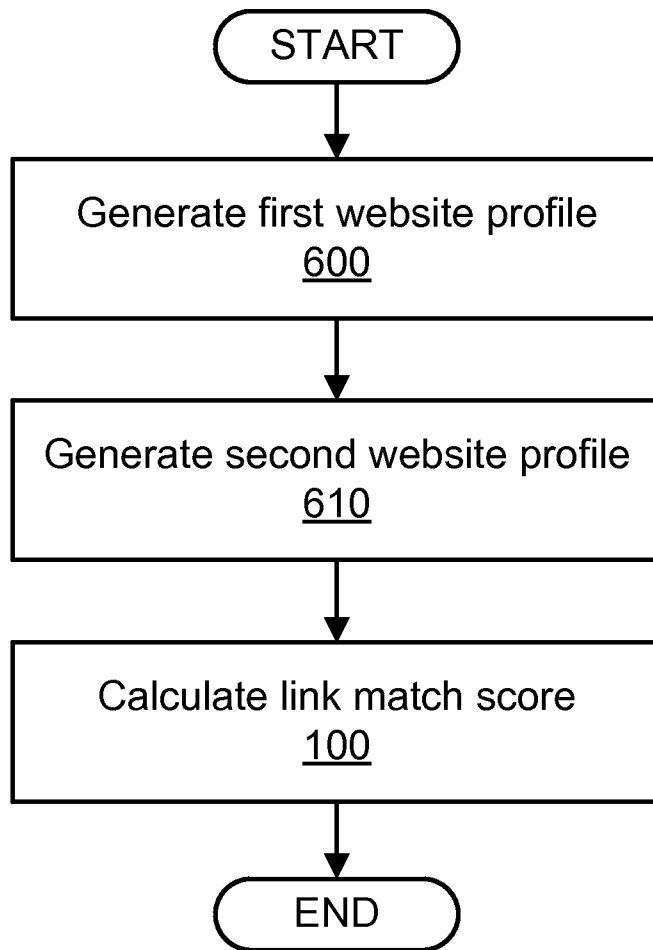 START
Generate first website profile
600
Generate second website profile
610
Calculate link match score
100
END